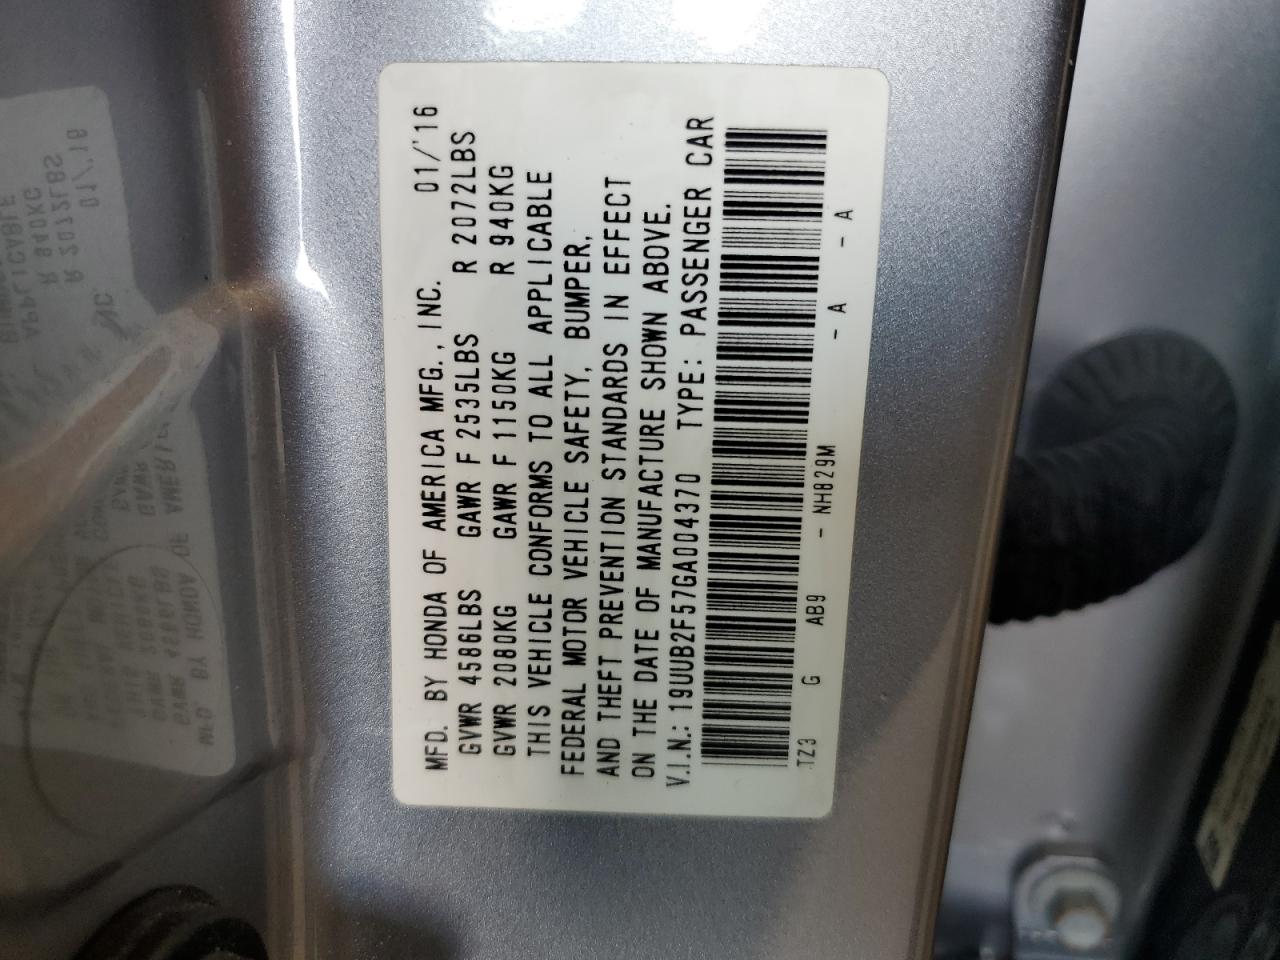 MFD. BY HONDA OF AMERICA MFG., INC. 01/'16
GVWR 4586LBS GAWR F 2535LBS R 2072LBS
GVWR 2080KG GAWR F 1150KG R 940KG
THIS VEHICLE CONFORMS TO ALL APPLICABLE
FEDERAL MOTOR VEHICLE SAFETY, BUMPER,
AND THEFT PREVENTION STANDARDS IN EFFECT
ON THE DATE OF MANUFACTURE SHOWN ABOVE.
V.I.N.: 19UUB2F57GA004370 TYPE: PASSENGER CAR
TZ3 G AB9 - NH829M - A - A